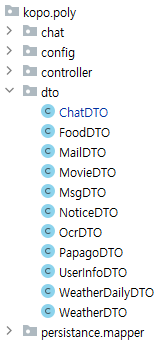 kopo.poly
chat
config
controller
dto
ChatDTO
FoodDTO
MailDTO
MovieDTO
MsgDTO
NoticeDTO
OcrDTO
PapagoDTO
UserInfoDTO
WeatherDailyDTO
WeatherDTO
persistance.mapper